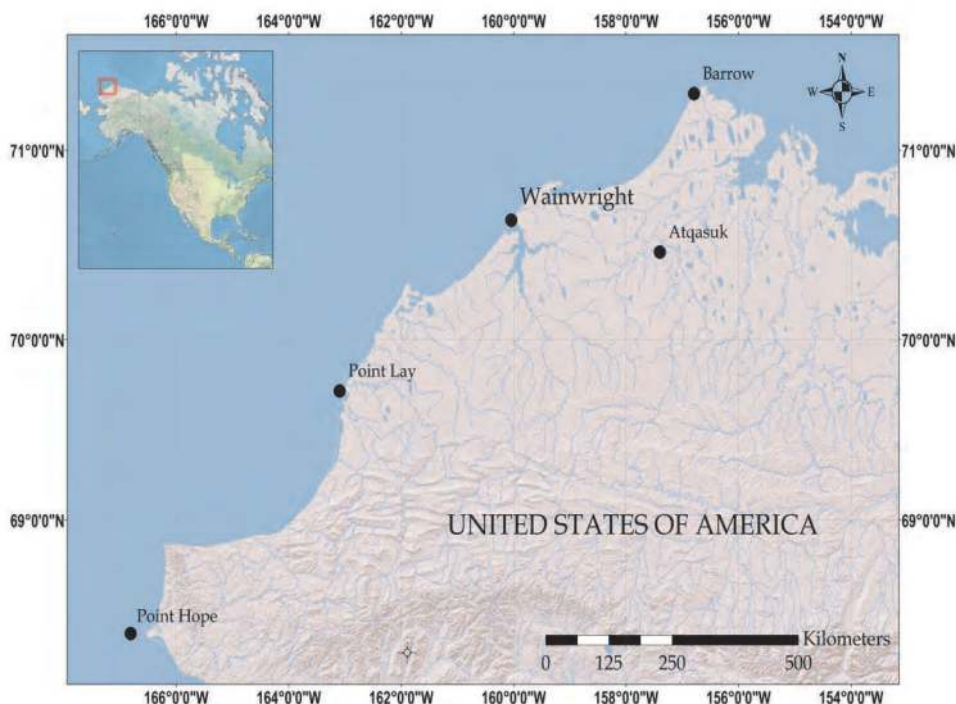 166°0'0"W 164°0'0"W 162°0'0"W 160°0'0"W 158°0'0"W 156°0'0"W 154°0'0"W
N
W E
S
Barrow
71°0'0"N 71°0'0"N
Wainwright
Atqasuk
70°0'0"N 70°0'0"N
Point Lay
69°0'0"N 69°0'0"N
UNITED STATES OF AMERICA
Point Hope
Kilometers
0 125 250 500
166°0'0"W 164°0'0"W 162°0'0"W 160°0'0"W 158°0'0"W 156°0'0"W 154°0'0"W